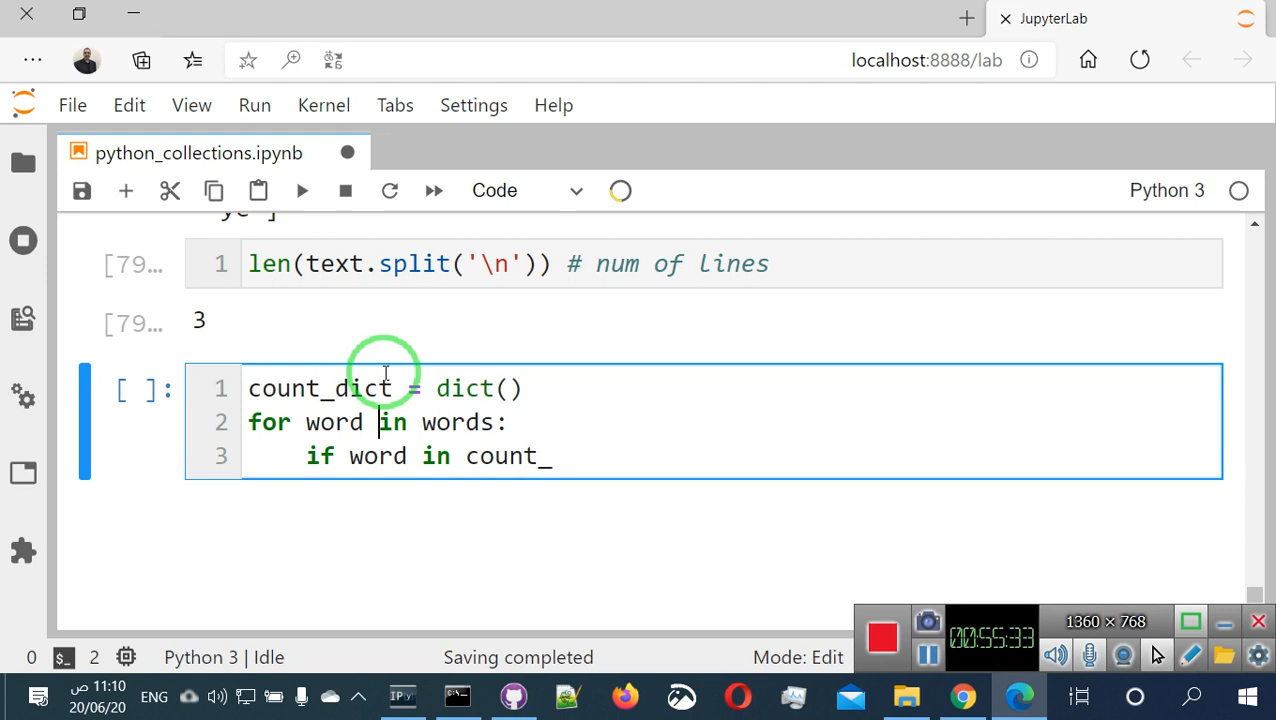 JupyterLab
localhost:8888/lab
File Edit View Run Kernel Tabs Settings Help
python_collections.ipynb
Code
Python 3
[79…
1 len(text.split('\n')) # num of lines
[79… 3
[ ]:
1 count_dict = dict()
2 for word in words:
3 if word in count_
1360 × 768
00:55:33
0 $_ 2 Python 3 | Idle Saving completed Mode: Edit
11:10 ص
20/06/20
ENG
IP